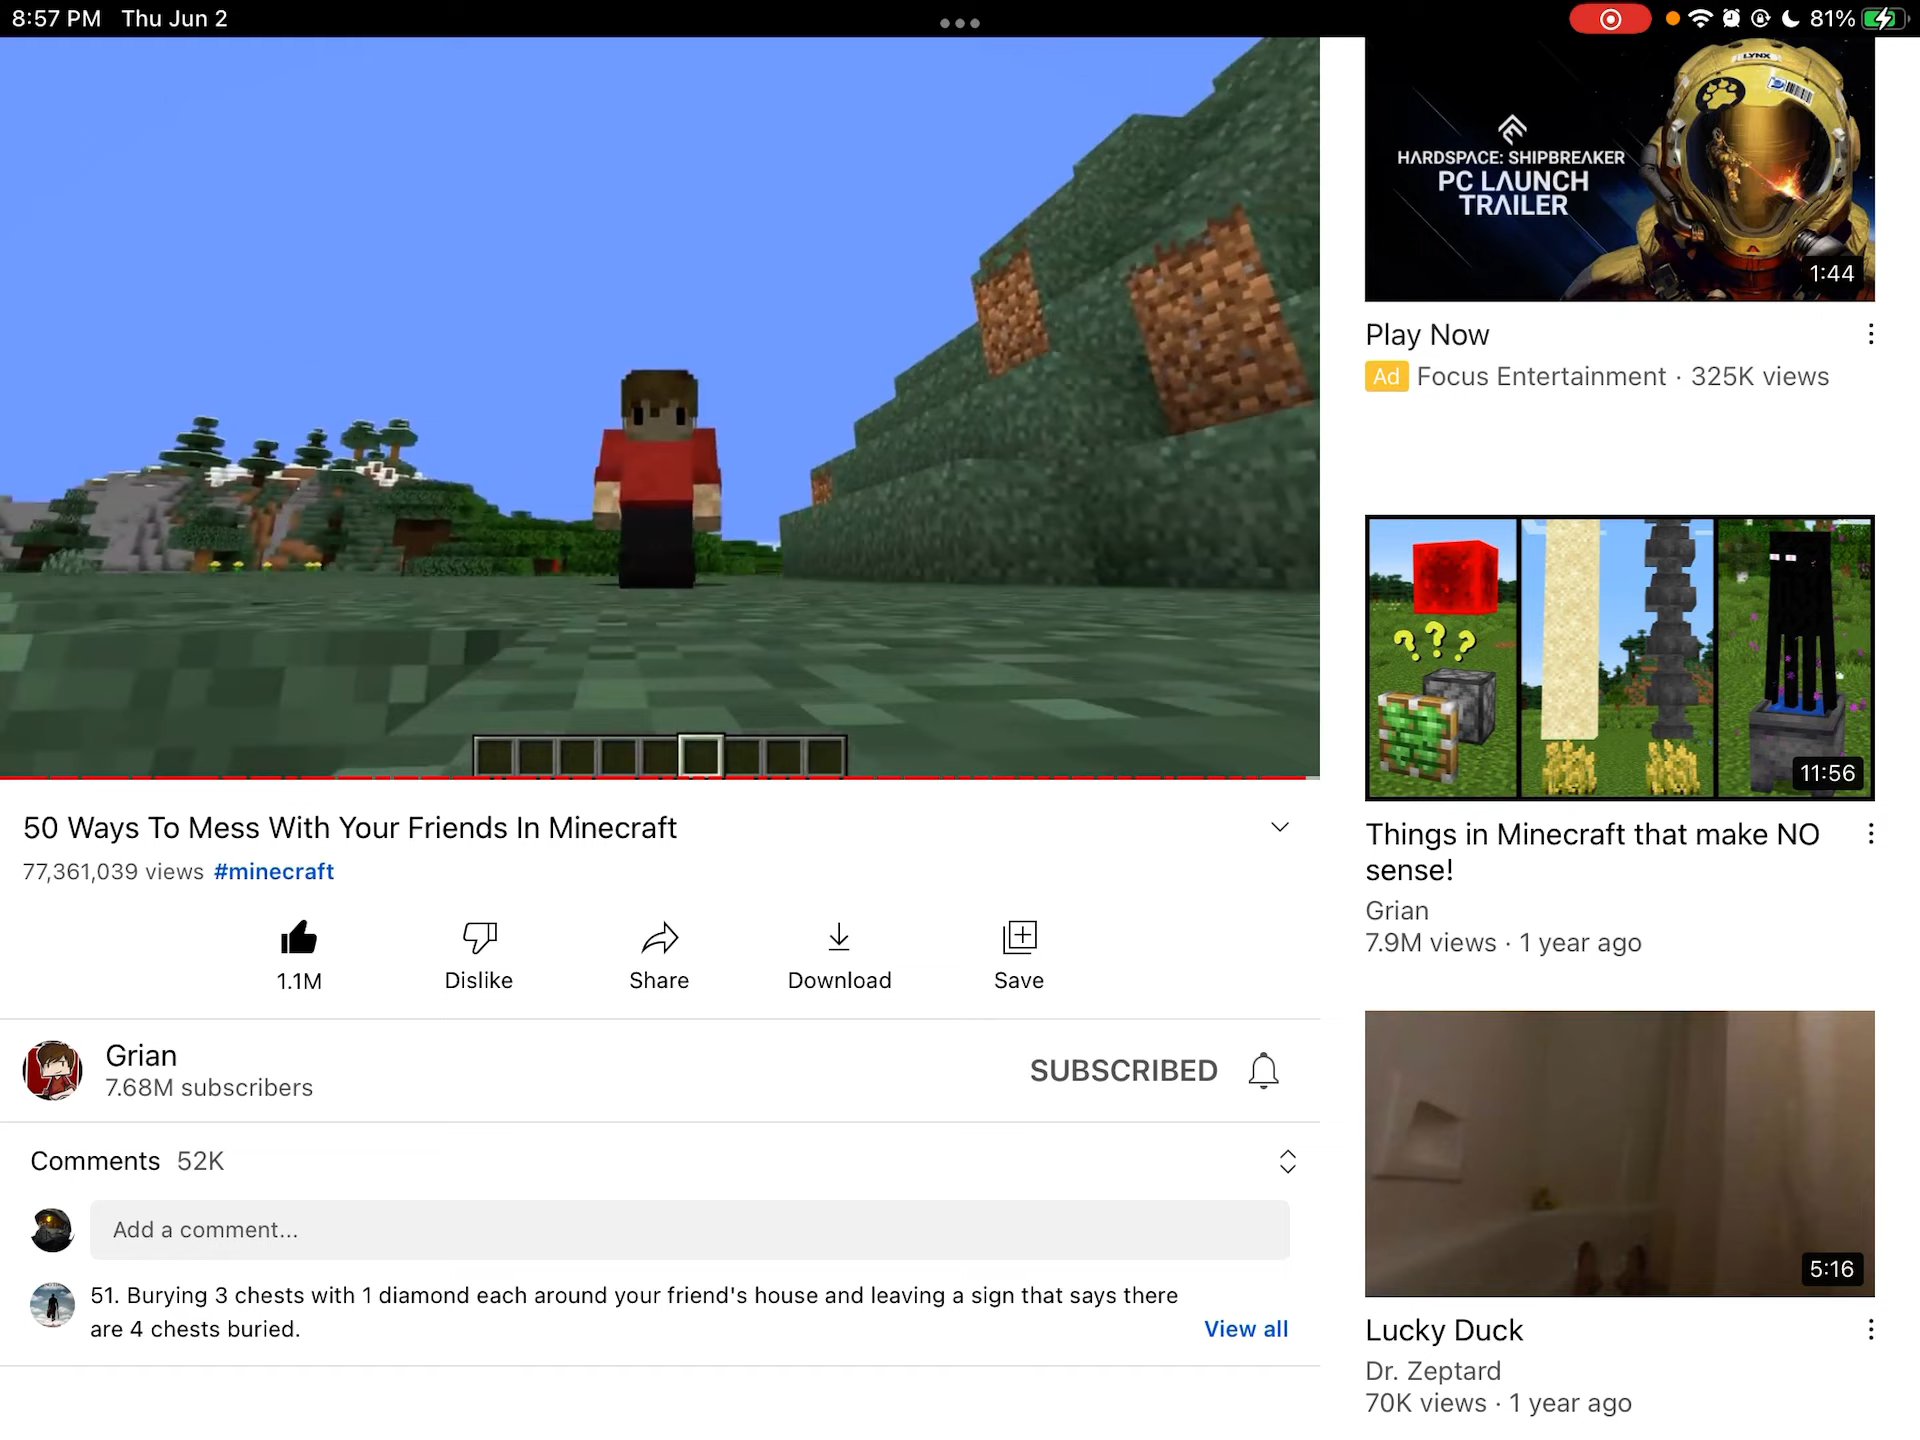 8:57 PM Thu Jun 2
81%
LYNX
HARDSPACE: SHIPBREAKER
PC LAUNCH
TRAILER
1:44
Play Now
Ad Focus Entertainment · 325K views
???
11:56
Things in Minecraft that make NO
sense!
Grian
7.9M views · 1 year ago
5:16
Lucky Duck
Dr. Zeptard
70K views · 1 year ago
50 Ways To Mess With Your Friends In Minecraft
77,361,039 views #minecraft
1.1M Dislike Share Download Save
Grian
7.68M subscribers
SUBSCRIBED
Comments 52K
Add a comment...
51. Burying 3 chests with 1 diamond each around your friend's house and leaving a sign that says there
are 4 chests buried.
View all